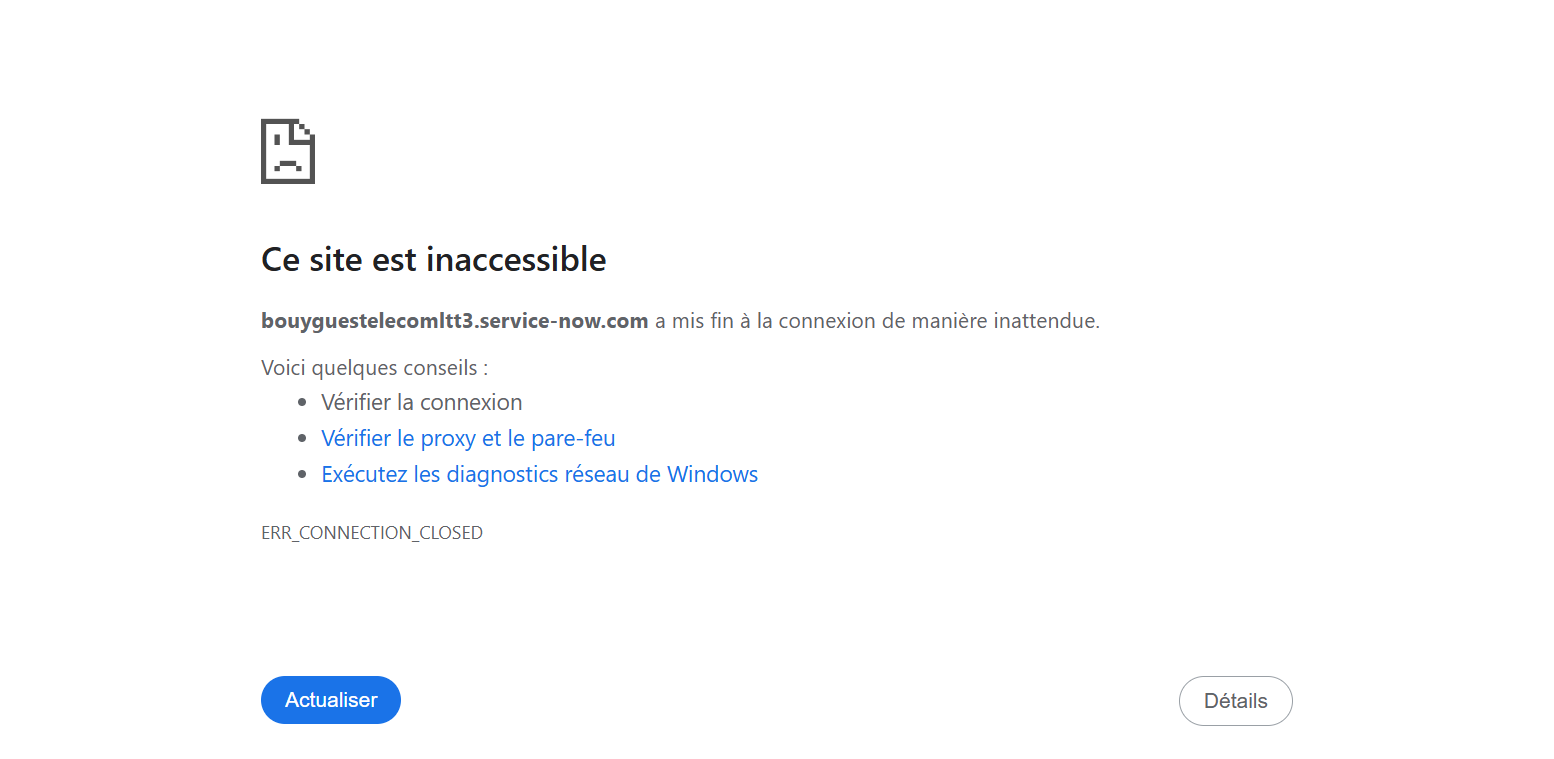 Ce site est inaccessible
bouyguestelecomltt3.service-now.com a mis fin à la connexion de manière inattendue.
Voici quelques conseils :
• Vérifier la connexion
• Vérifier le proxy et le pare-feu
• Exécutez les diagnostics réseau de Windows
ERR_CONNECTION_CLOSED
Actualiser
Détails